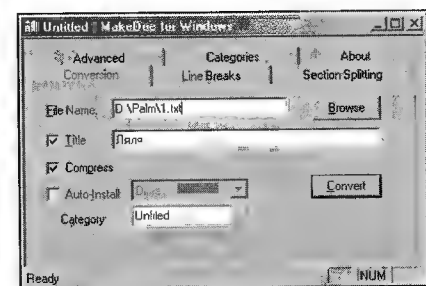 Untitled - MakeDoc for Windows
Advanced Categories About
Conversion Line Breaks Section Splitting
File Name: D:\Palm\1.txt Browse
Title Ляля
Compress
Auto-Install
Convert
Category Unfiled
Ready NUM